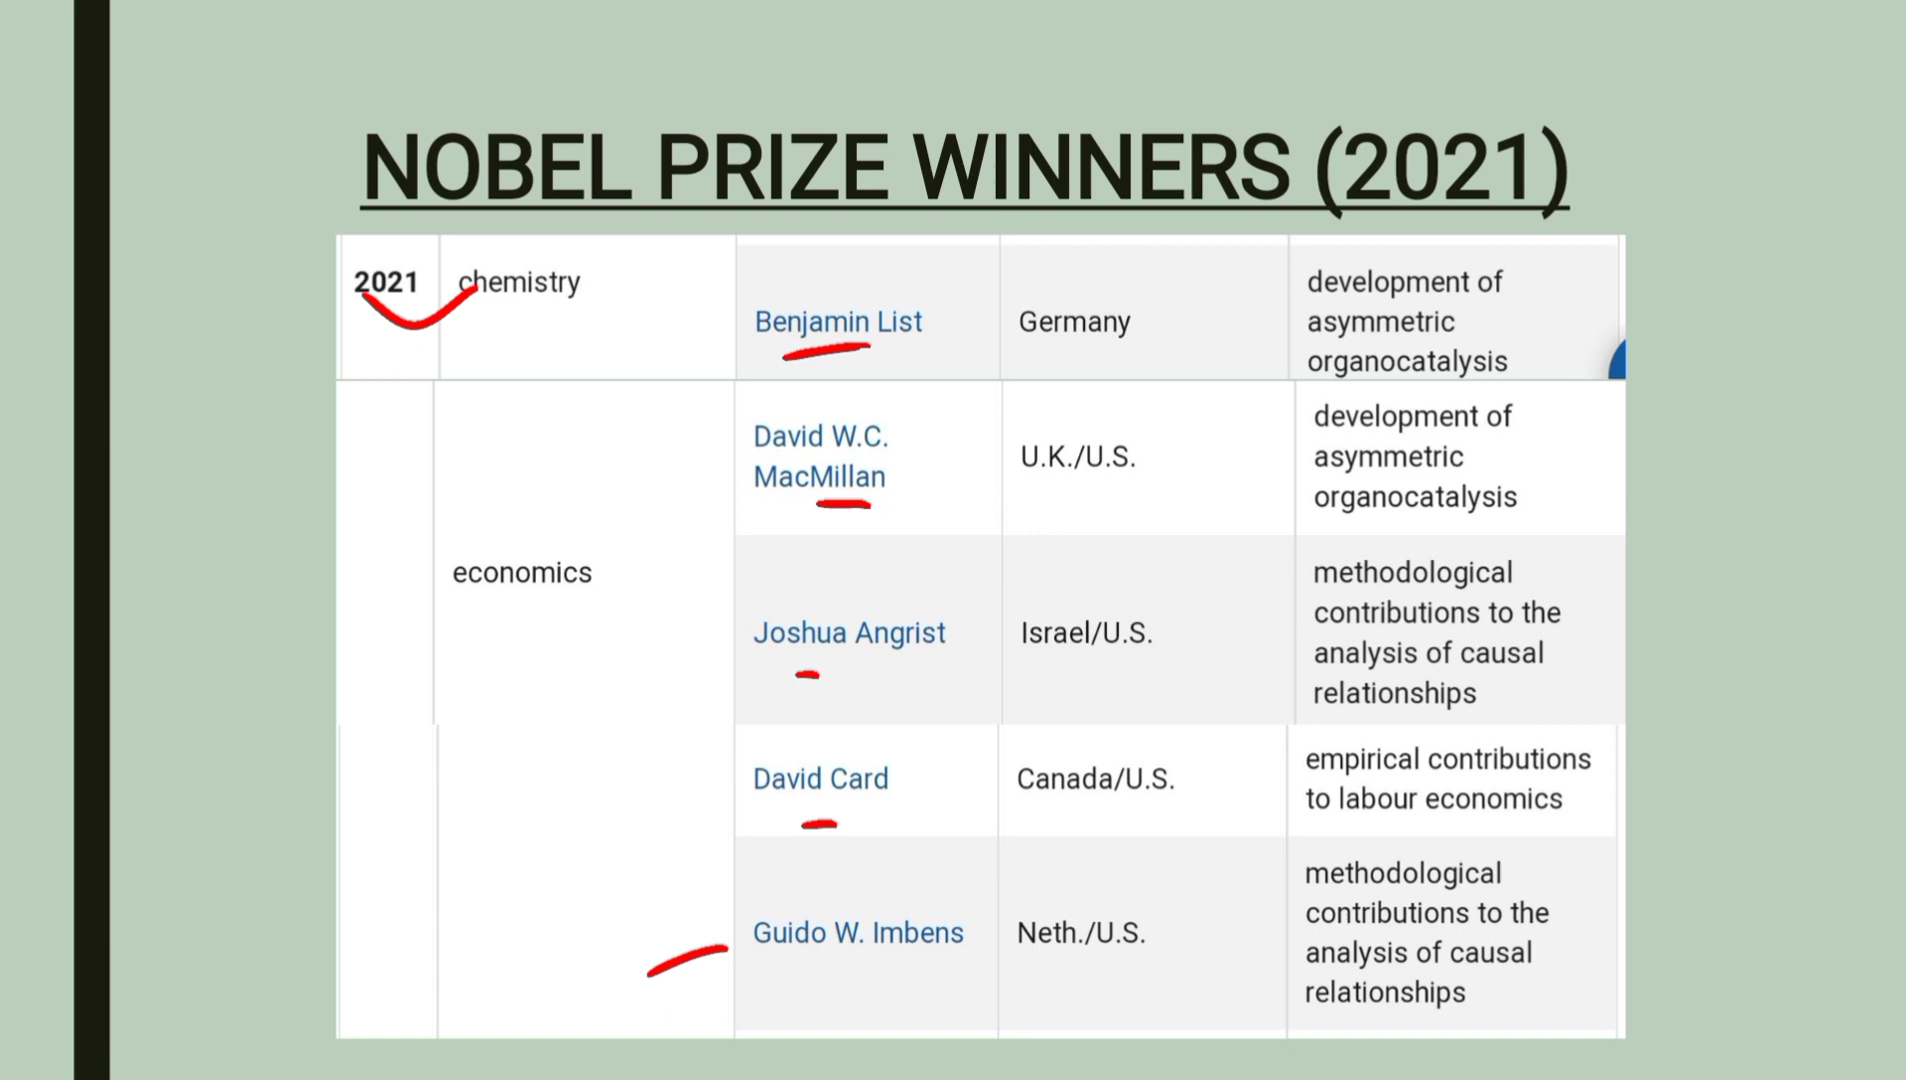 NOBEL PRIZE WINNERS (2021)
2021 chemistry
Benjamin List
Germany
development of
asymmetric
organocatalysis
David W.C.
MacMillan
U.K./U.S.
development of
asymmetric
organocatalysis
economics
Joshua Angrist
Israel/U.S.
methodological
contributions to the
analysis of causal
relationships
David Card
Canada/U.S.
empirical contributions
to labour economics
Guido W. Imbens
Neth./U.S.
methodological
contributions to the
analysis of causal
relationships